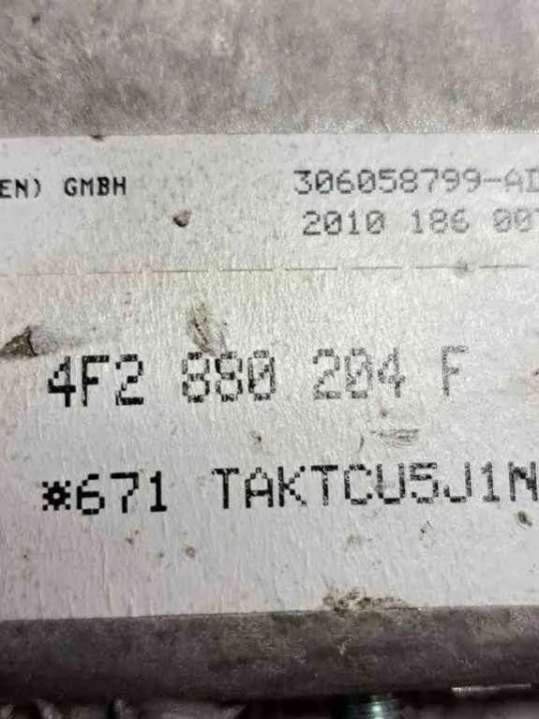 EN) GMBH 306058799-AD
2010 186 00
4F2 880 204 F
*671 TAKTCU5J1N